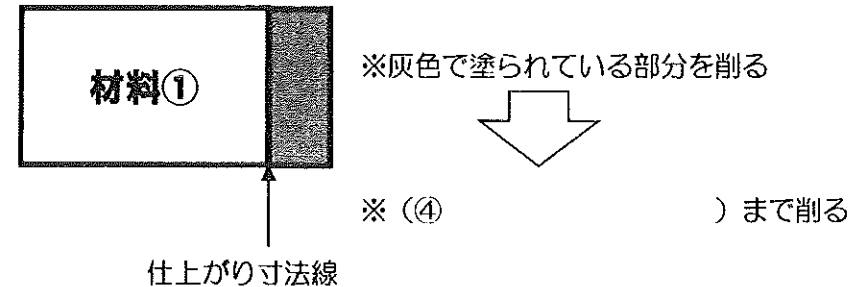 材料①
※灰色で塗られている部分を削る
※（④　　　　　　　　　　）まで削る
仕上がり寸法線